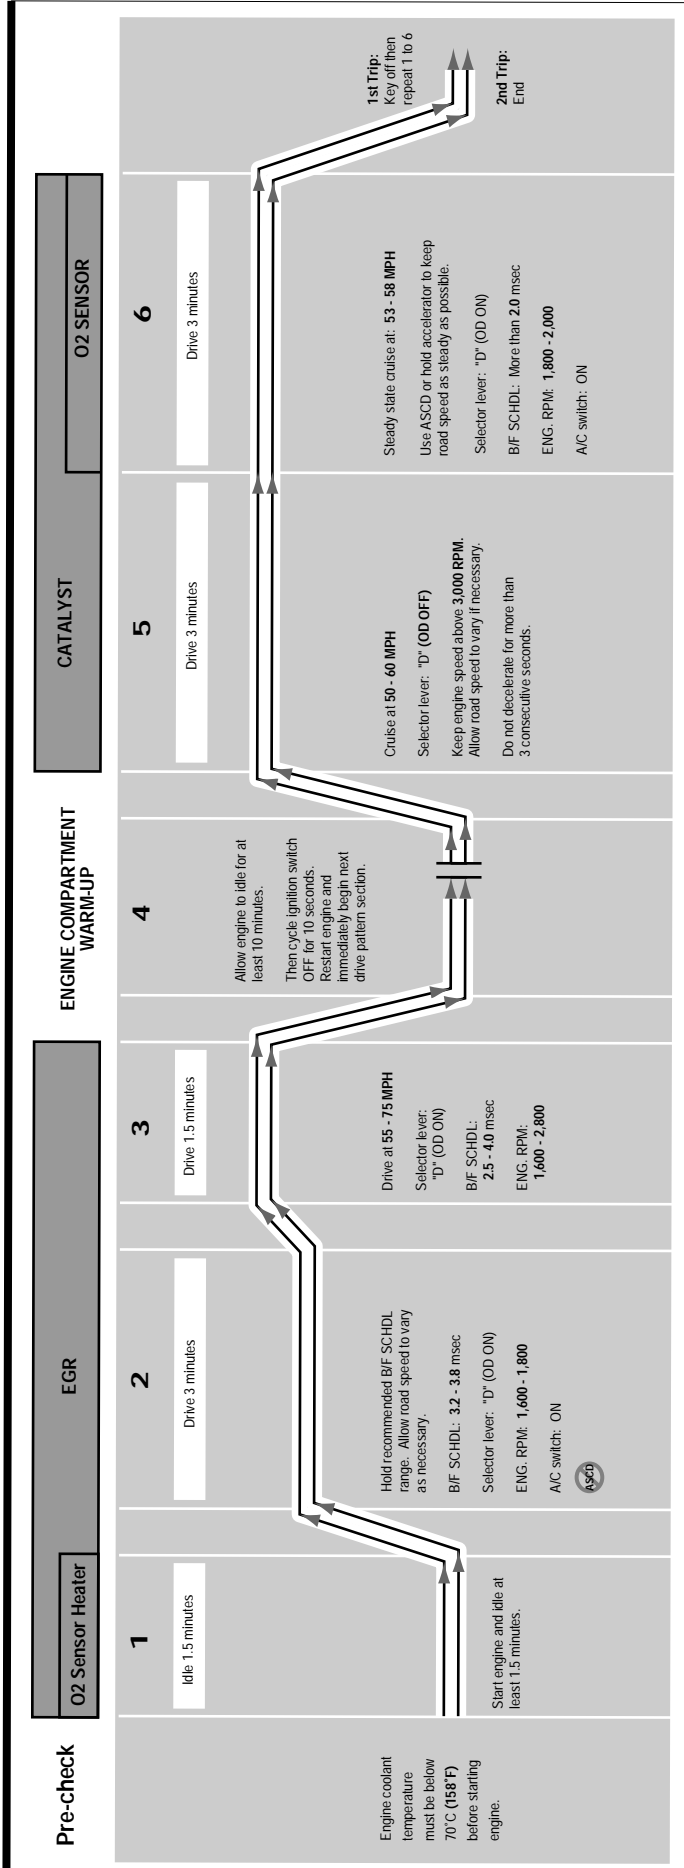 Pre-check
O2 Sensor Heater
EGR
ENGINE COMPARTMENT
WARM-UP
CATALYST
O2 SENSOR
Engine coolant
temperature
must be below
70˚C (158˚F)
before starting
engine.
1
Idle 1.5 minutes
Start engine and idle at
least 1.5 minutes.
2
Drive 3 minutes
Hold recommended B/F SCHDL
range. Allow road speed to vary
as necessary.
B/F SCHDL: 3.2 - 3.8 msec
Selector lever: "D" (OD ON)
ENG. RPM: 1,600 - 1,800
A/C switch: ON
ASCD
3
Drive 1.5 minutes
Drive at 55 - 75 MPH
Selector lever:
"D" (OD ON)
B/F SCHDL:
2.5 - 4.0 msec
ENG. RPM:
1,600 - 2,800
4
Allow engine to idle for at
least 10 minutes.
Then cycle ignition switch
OFF for 10 seconds.
Restart engine and
immediately begin next
drive pattern section.
5
Drive 3 minutes
Cruise at 50 - 60 MPH
Selector lever: "D" (OD OFF)
Keep engine speed above 3,000 RPM.
Allow road speed to vary if necessary.
Do not decelerate for more than
3 consecutive seconds.
6
Drive 3 minutes
Steady state cruise at: 53 - 58 MPH
Use ASCD or hold accelerator to keep
road speed as steady as possible.
Selector lever: "D" (OD ON)
B/F SCHDL: More than 2.0 msec
ENG. RPM: 1,800 - 2,000
A/C switch: ON
1st Trip:
Key off then
repeat 1 to 6
2nd Trip:
End